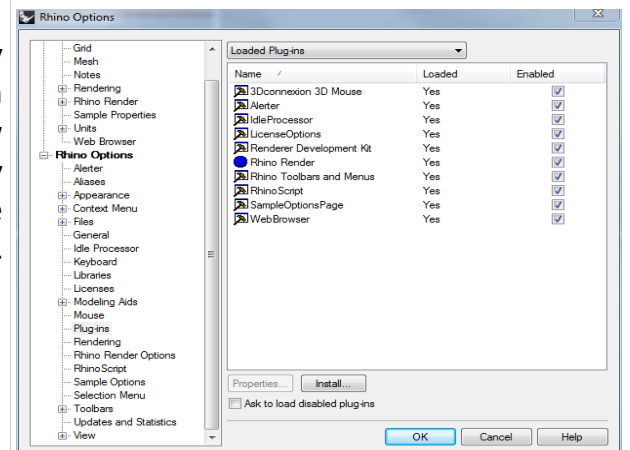 Rhino Options
Grid
Mesh
Notes
Rendering
Rhino Render
Sample Properties
Units
Web Browser
Rhino Options
Alerter
Aliases
Appearance
Context Menu
Files
General
Idle Processor
Keyboard
Libraries
Licenses
Modeling Aids
Mouse
Plug-ins
Rendering
Rhino Render Options
RhinoScript
Sample Options
Selection Menu
Toolbars
Updates and Statistics
View
Loaded Plug-ins
Name Loaded Enabled
3Dconnexion 3D Mouse Yes
Alerter Yes
IdleProcessor Yes
LicenseOptions Yes
Renderer Development Kit Yes
Rhino Render Yes
Rhino Toolbars and Menus Yes
RhinoScript Yes
SampleOptionsPage Yes
WebBrowser Yes
Properties... Install...
Ask to load disabled plug-ins
OK Cancel Help